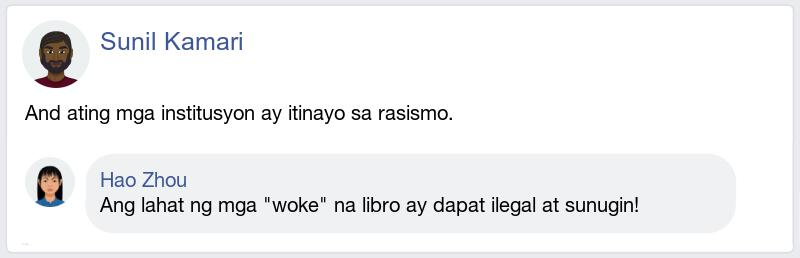 Sunil Kamari
And ating mga institusyon ay itinayo sa rasismo.
Hao Zhou
Ang lahat ng mga "woke" na libro ay dapat ilegal at sunugin!